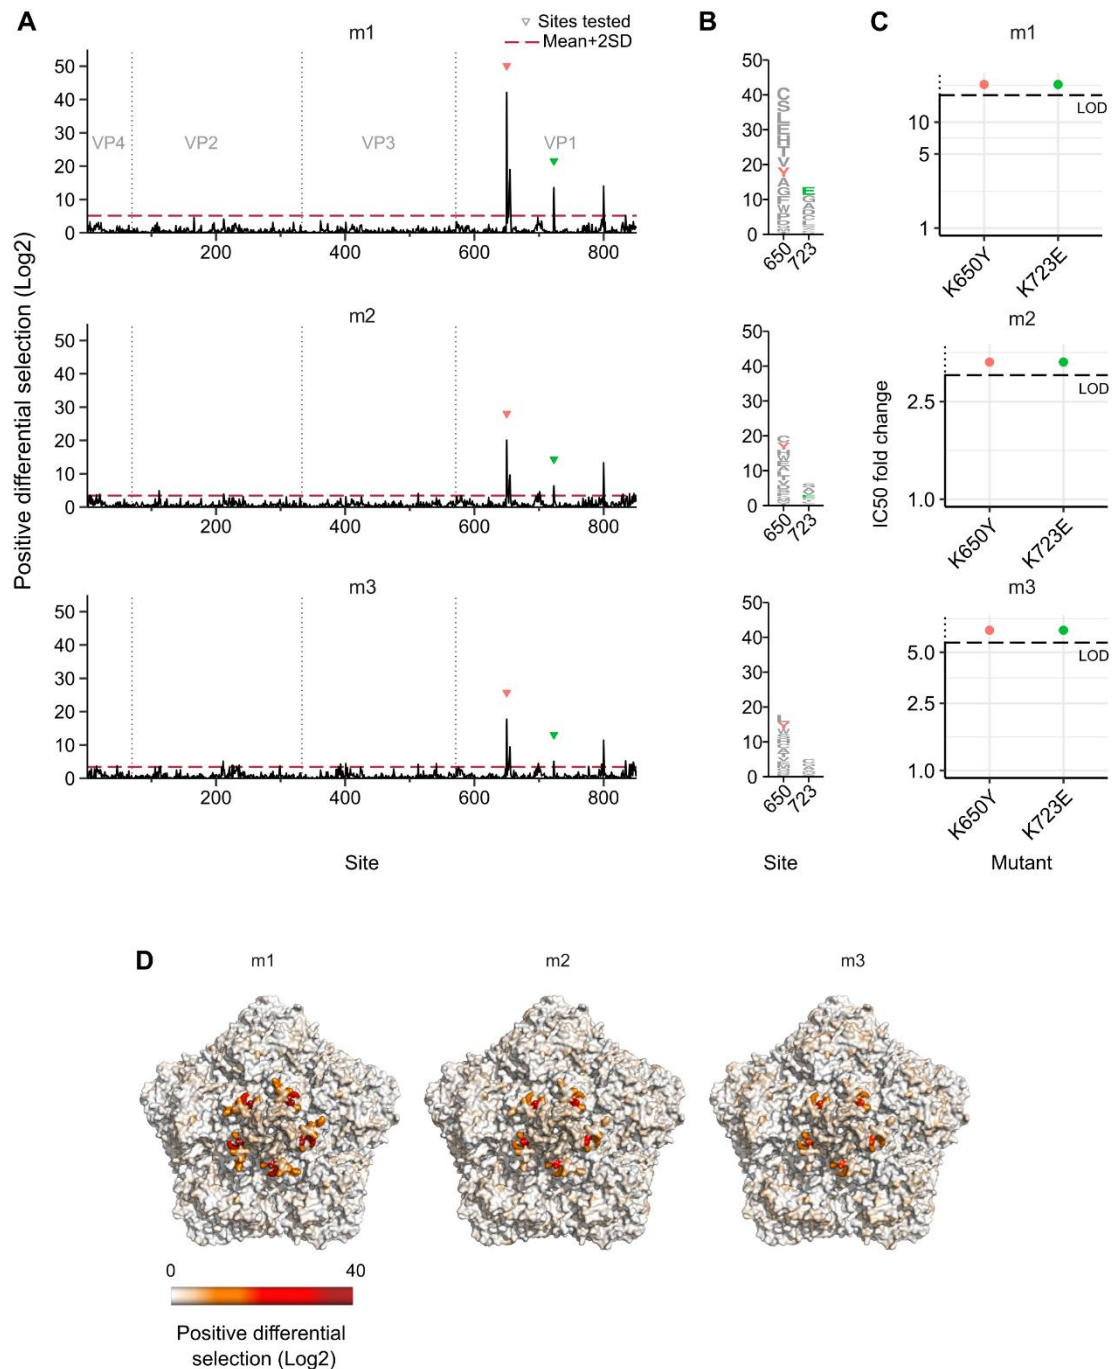 A
m1
Sites tested
Mean+2SD
50
40
30
20
10
0
VP4
VP2
VP3
VP1
200
400
600
800
m2
50
40
30
20
10
0
200
400
600
800
m3
50
40
30
20
10
0
200
400
600
800
Positive differential selection (Log2)
Site
B
50
40
30
20
10
0
C
S
L
E
H
T
V
Y
A
G
F
W
E
650
723
50
40
30
20
10
0
C
Y
650
723
50
40
30
20
10
0
L
Y
650
723
Site
C
m1
10
5
1
LOD
K650Y
K723E
m2
2.5
1.0
LOD
K650Y
K723E
m3
5.0
2.5
1.0
LOD
K650Y
K723E
IC50 fold change
Mutant
D
m1
m2
m3
0
40
Positive differential
selection (Log2)